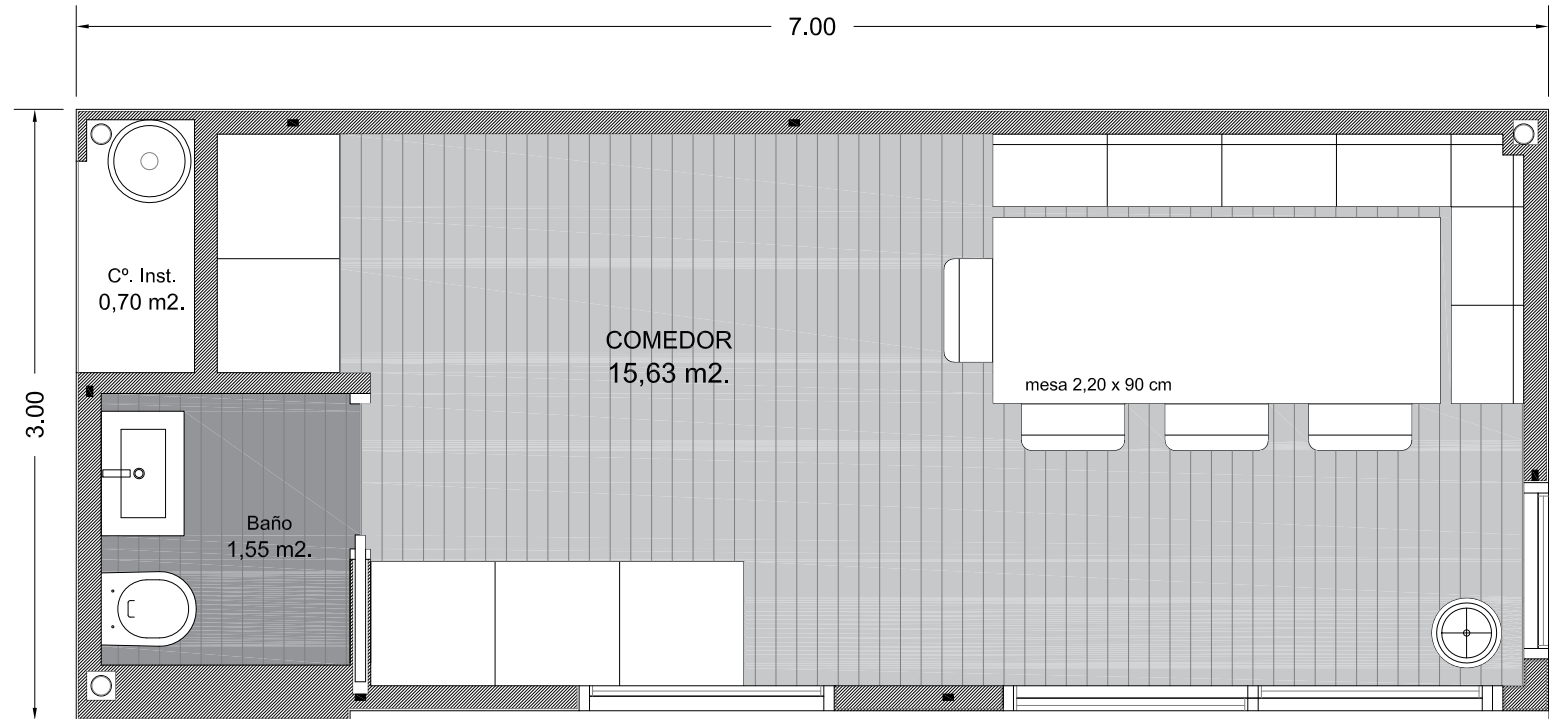 7.00
3.00
Cº. Inst.
0,70 m2.
COMEDOR
15,63 m2.
mesa 2,20 x 90 cm
Baño
1,55 m2.